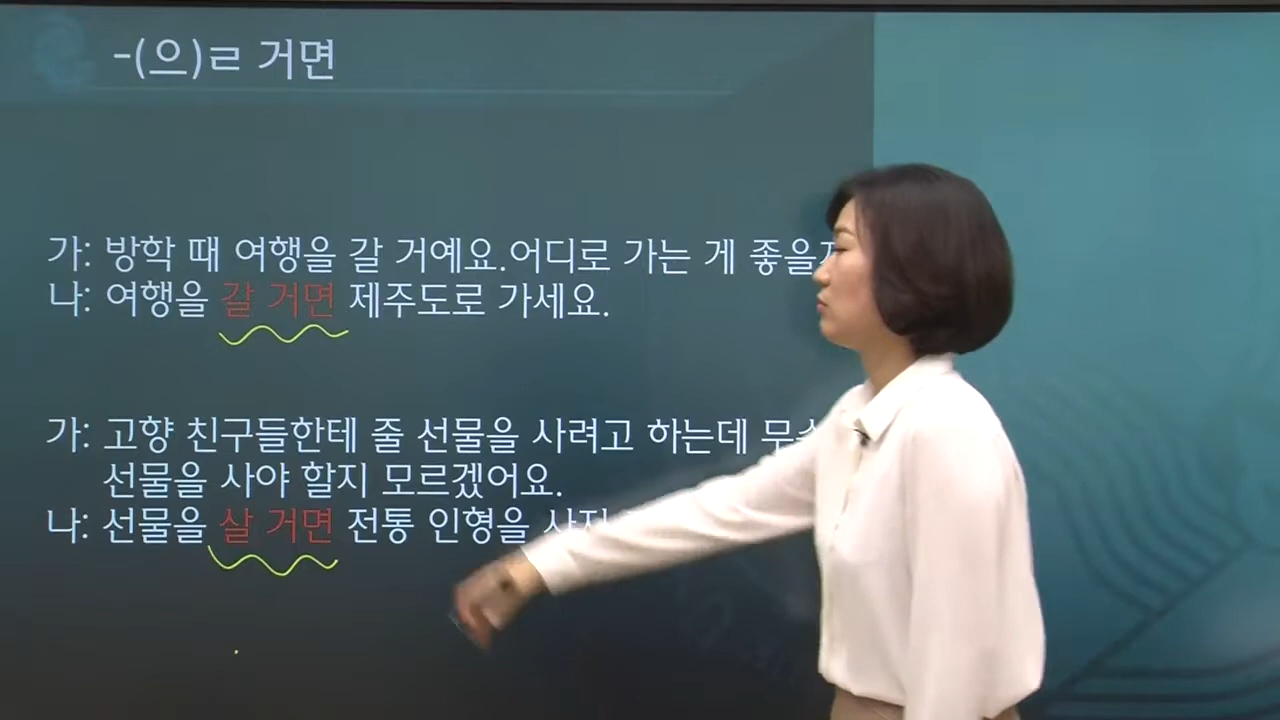 -(으)ㄹ 거면
가: 방학 때 여행을 갈 거예요.어디로 가는 게 좋을
나: 여행을 갈 거면 제주도로 가세요.
가: 고향 친구들한테 줄 선물을 사려고 하는데
선물을 사야 할지 모르겠어요.
나: 선물을 살 거면 전통 인형을